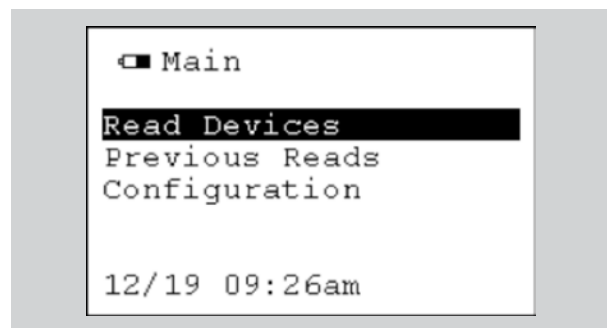 Main
Read Devices
Previous Reads
Configuration
12/19 09:26am